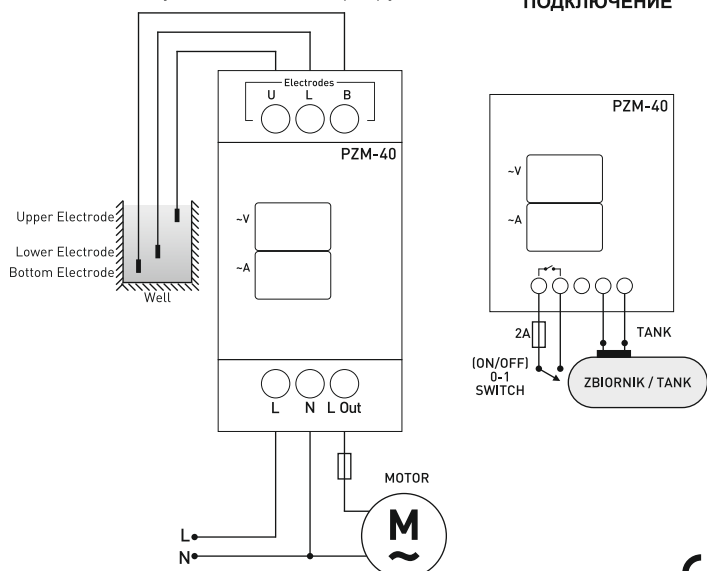 ПОДКЛЮЧЕНИЕ
Electrodes
U L B
PZM-40
~V
~A
Upper Electrode
Lower Electrode
Bottom Electrode
Well
L N L Out
MOTOR
M
~
L
N
PZM-40
~V
~A
2A
TANK
(ON/OFF)
0-1
SWITCH
ZBIORNIK / TANK